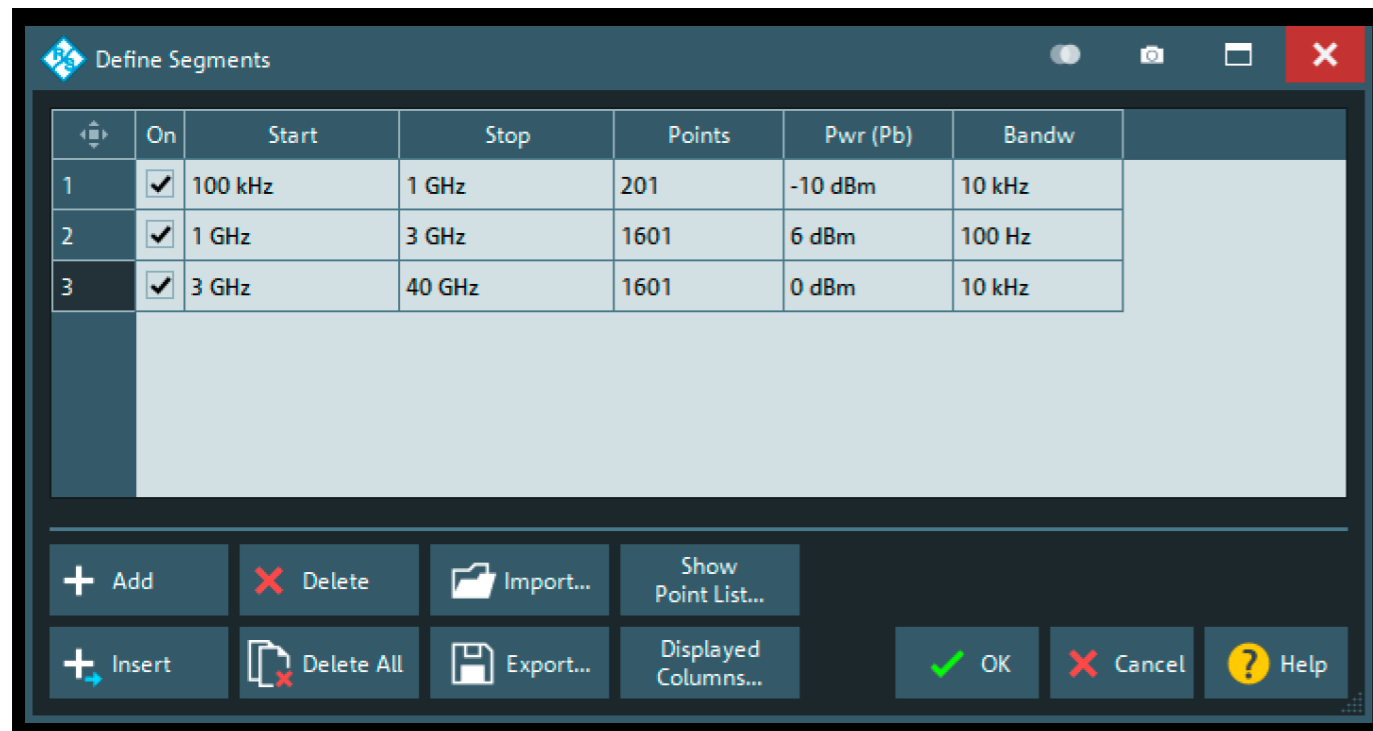 R&S Define Segments
On Start Stop Points Pwr (Pb) Bandw
1 100 kHz 1 GHz 201 -10 dBm 10 kHz
2 1 GHz 3 GHz 1601 6 dBm 100 Hz
3 3 GHz 40 GHz 1601 0 dBm 10 kHz
Add Delete Import... Show
Point List...
Insert Delete All Export... Displayed
Columns... OK Cancel ? Help